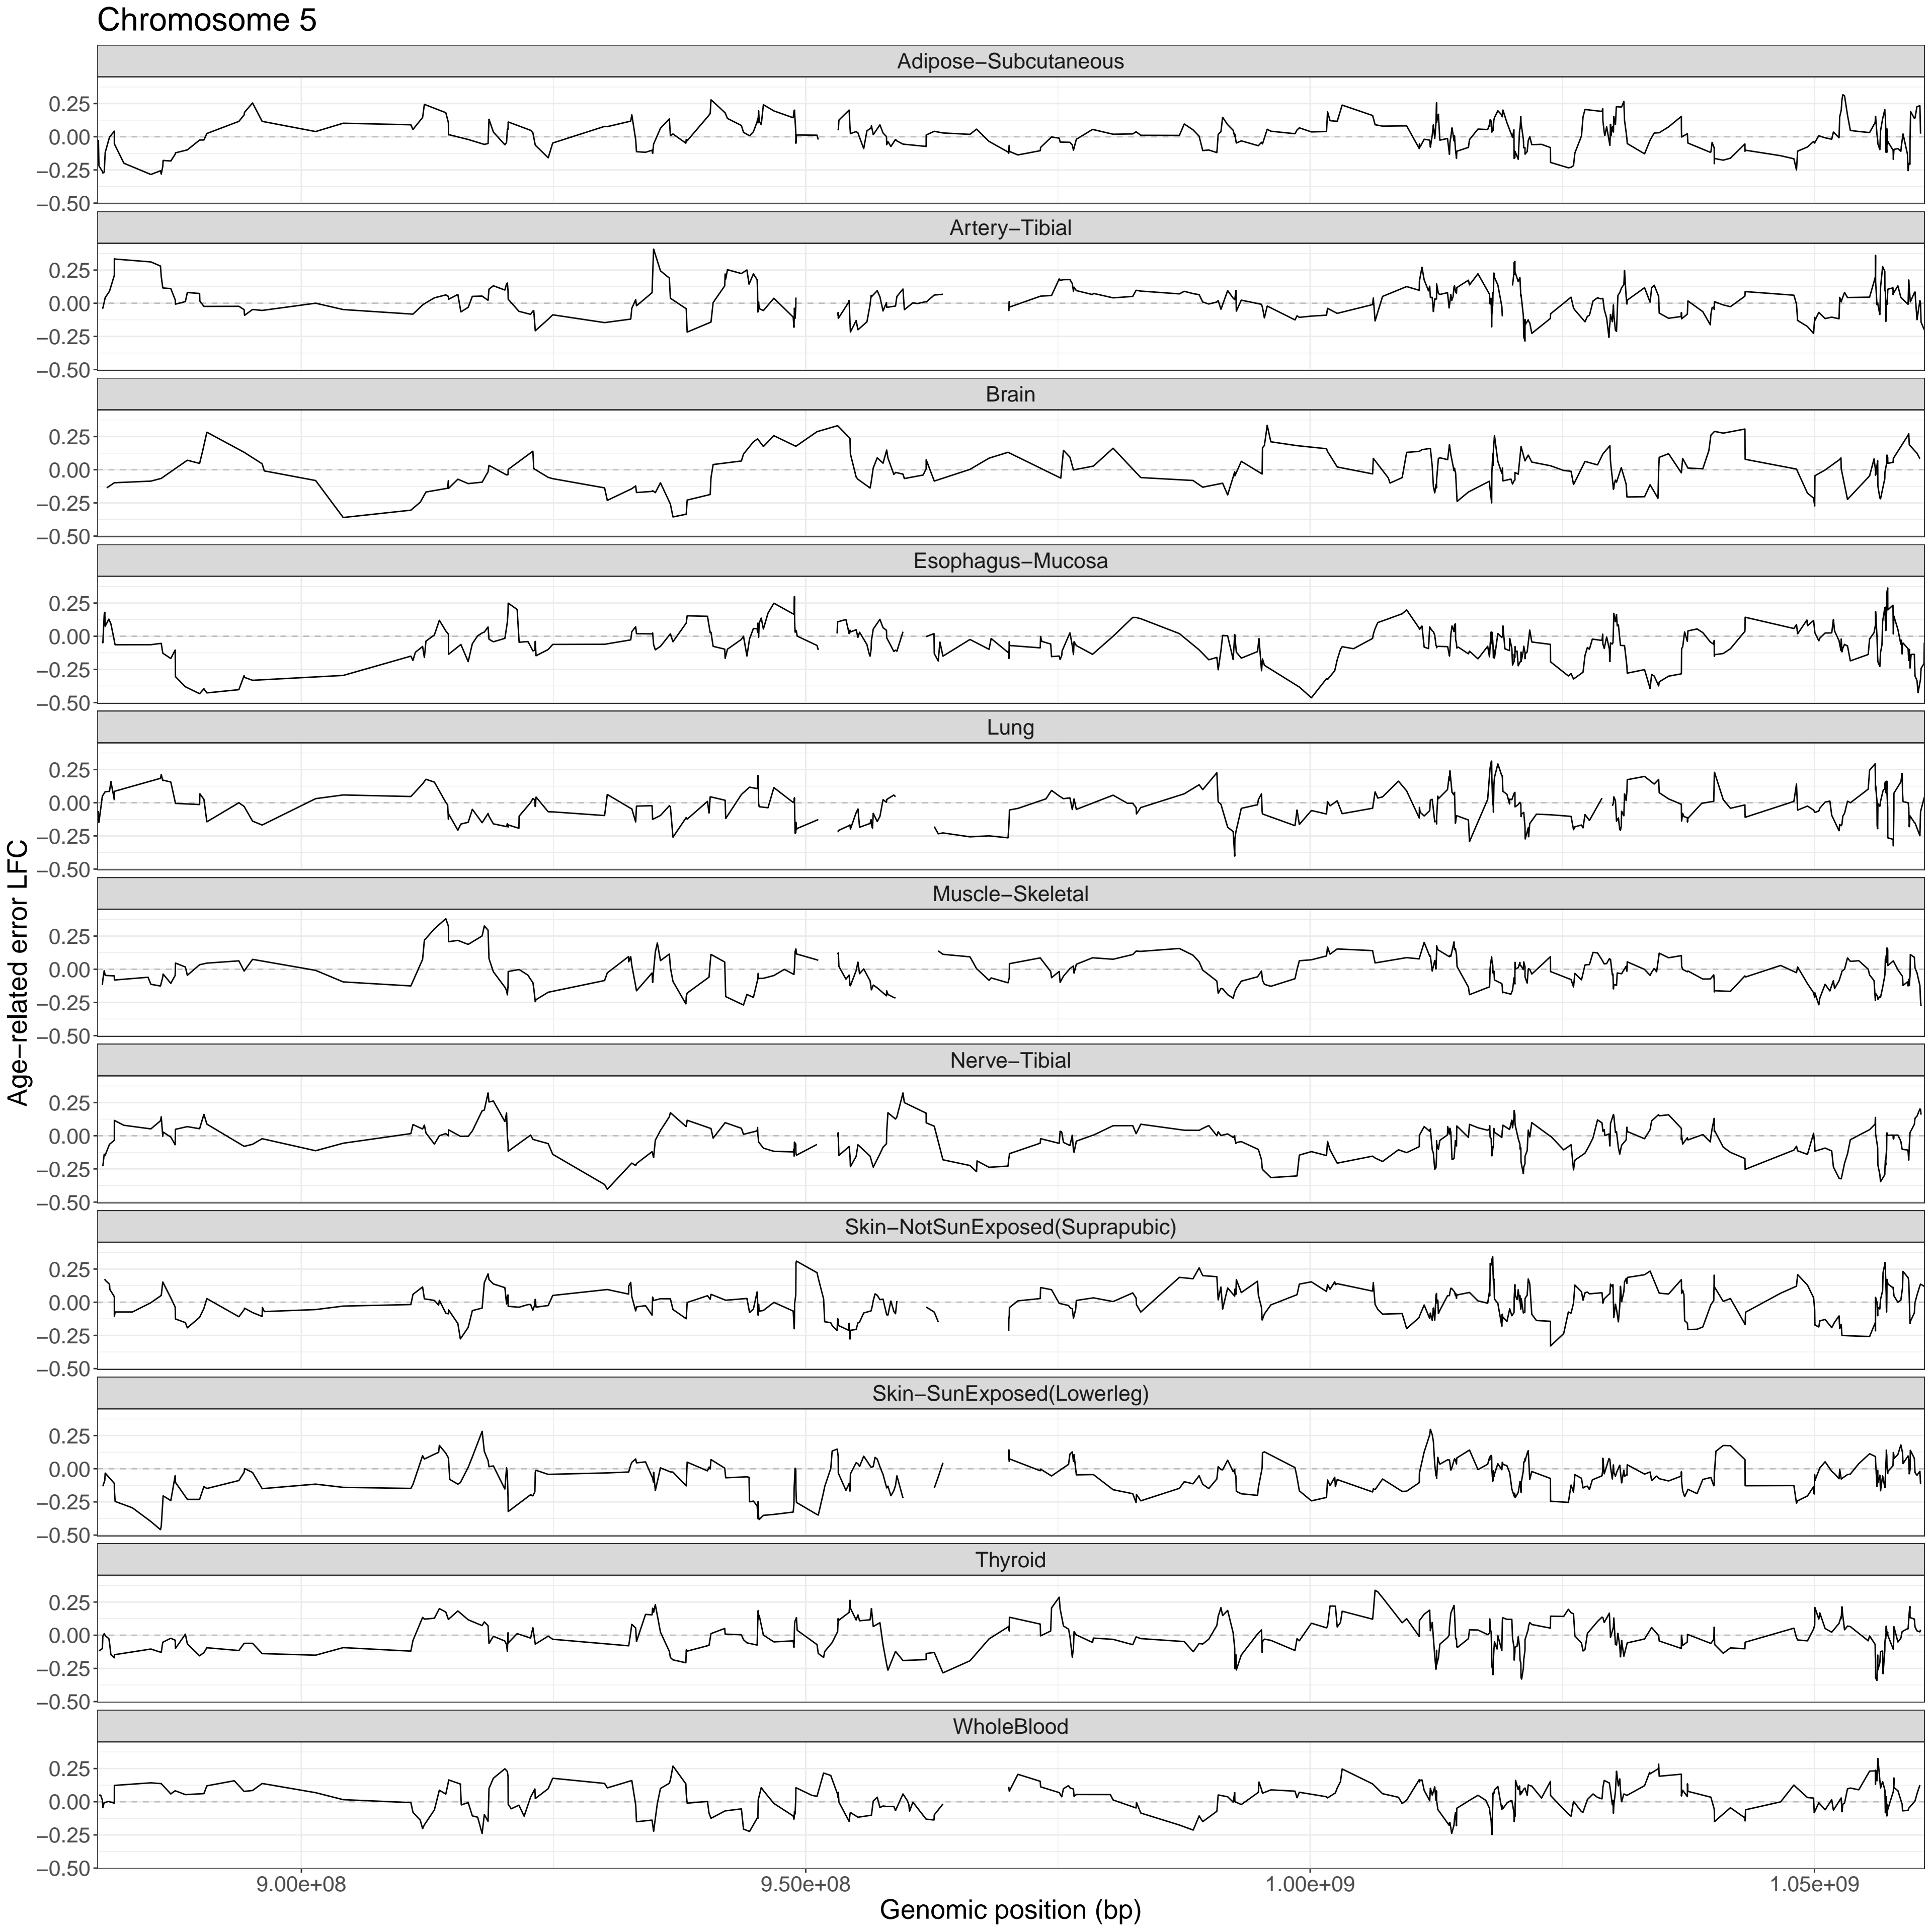 Chromosome 5
Adipose−Subcutaneous
0.25
0.00
−0.25
−0.50
Artery−Tibial
0.25
0.00
−0.25
−0.50
Brain
0.25
0.00
−0.25
−0.50
Esophagus−Mucosa
0.25
0.00
−0.25
−0.50
Lung
0.25
0.00
−0.25
−0.50
Muscle−Skeletal
0.25
0.00
−0.25
−0.50
Nerve−Tibial
0.25
0.00
−0.25
−0.50
Skin−NotSunExposed(Suprapubic)
0.25
0.00
−0.25
−0.50
Skin−SunExposed(Lowerleg)
0.25
0.00
−0.25
−0.50
Thyroid
0.25
0.00
−0.25
−0.50
WholeBlood
0.25
0.00
−0.25
−0.50
Age−related error LFC
9.00e+08 9.50e+08 1.00e+09 1.05e+09
Genomic position (bp)